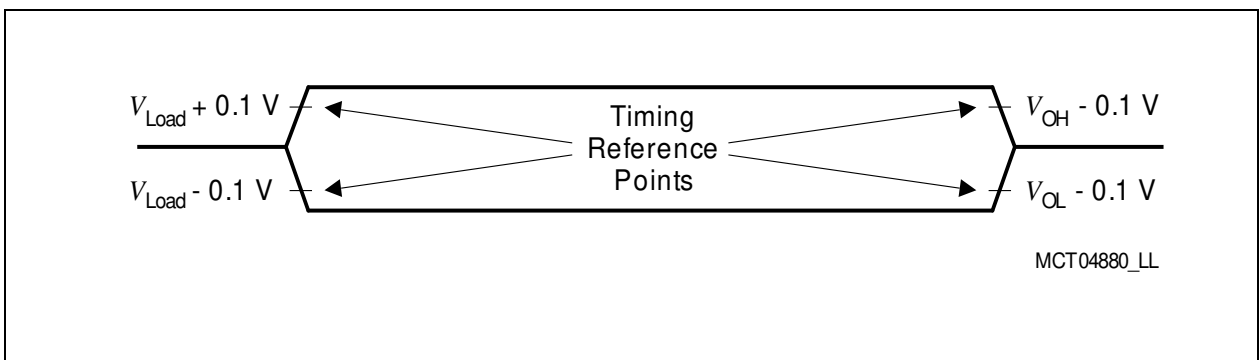 V_Load + 0.1 V
Timing
Reference
Points
V_OH - 0.1 V
V_Load - 0.1 V
V_OL - 0.1 V
MCT04880_LL